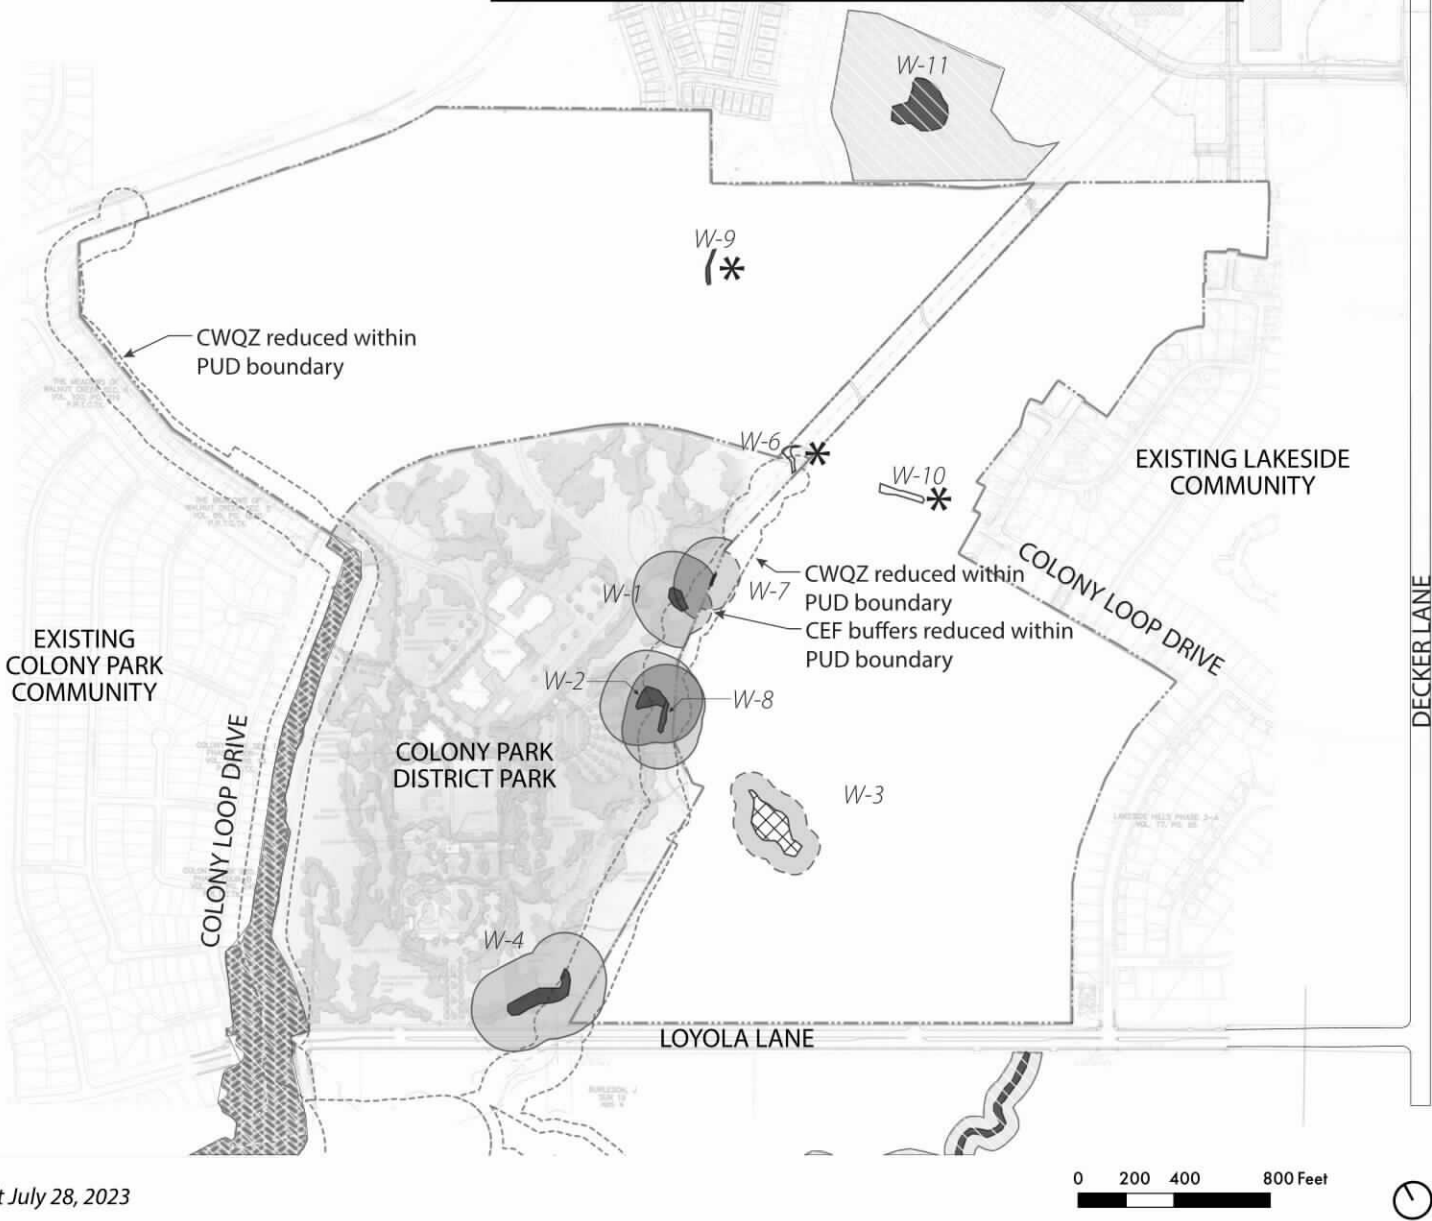 W-11
W-9
CWQZ reduced within
PUD boundary
W-6
W-10
EXISTING LAKESIDE
COMMUNITY
COLONY LOOP DRIVE
W-1
W-7
CWQZ reduced within
PUD boundary
CEF buffers reduced within
PUD boundary
DECKER LANE
EXISTING
COLONY PARK
COMMUNITY
W-2
W-8
COLONY LOOP DRIVE
COLONY PARK
DISTRICT PARK
W-3
W-4
LOYOLA LANE
0 200 400 800 Feet
t July 28, 2023